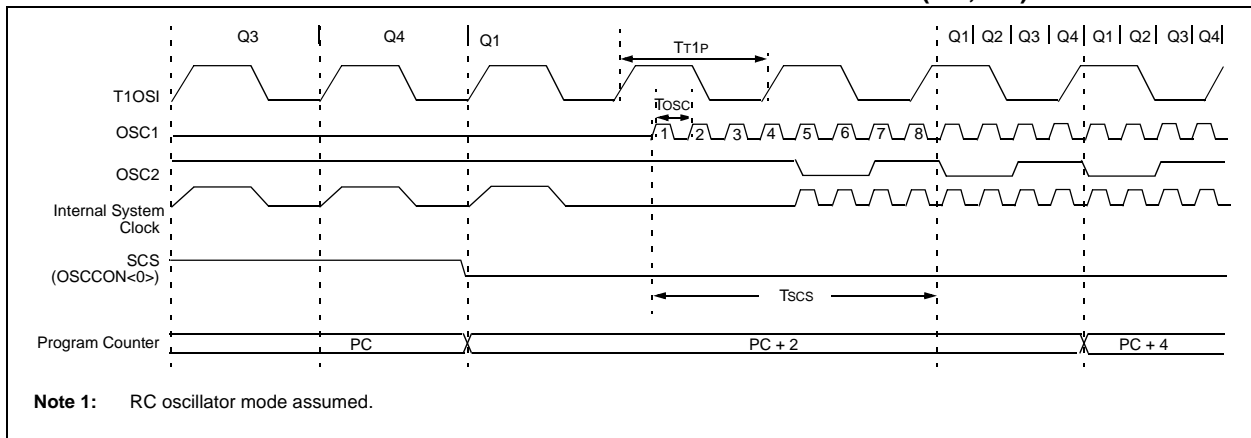 Q3 Q4 Q1 Q1 Q2 Q3 Q4 Q1 Q2 Q3 Q4
TT1P
T1OSI
TOSC
OSC1 1 2 3 4 5 6 7 8
OSC2
Internal System
Clock
SCS
(OSCCON<0>)
TSCS
Program Counter PC PC + 2 PC + 4
Note 1: RC oscillator mode assumed.